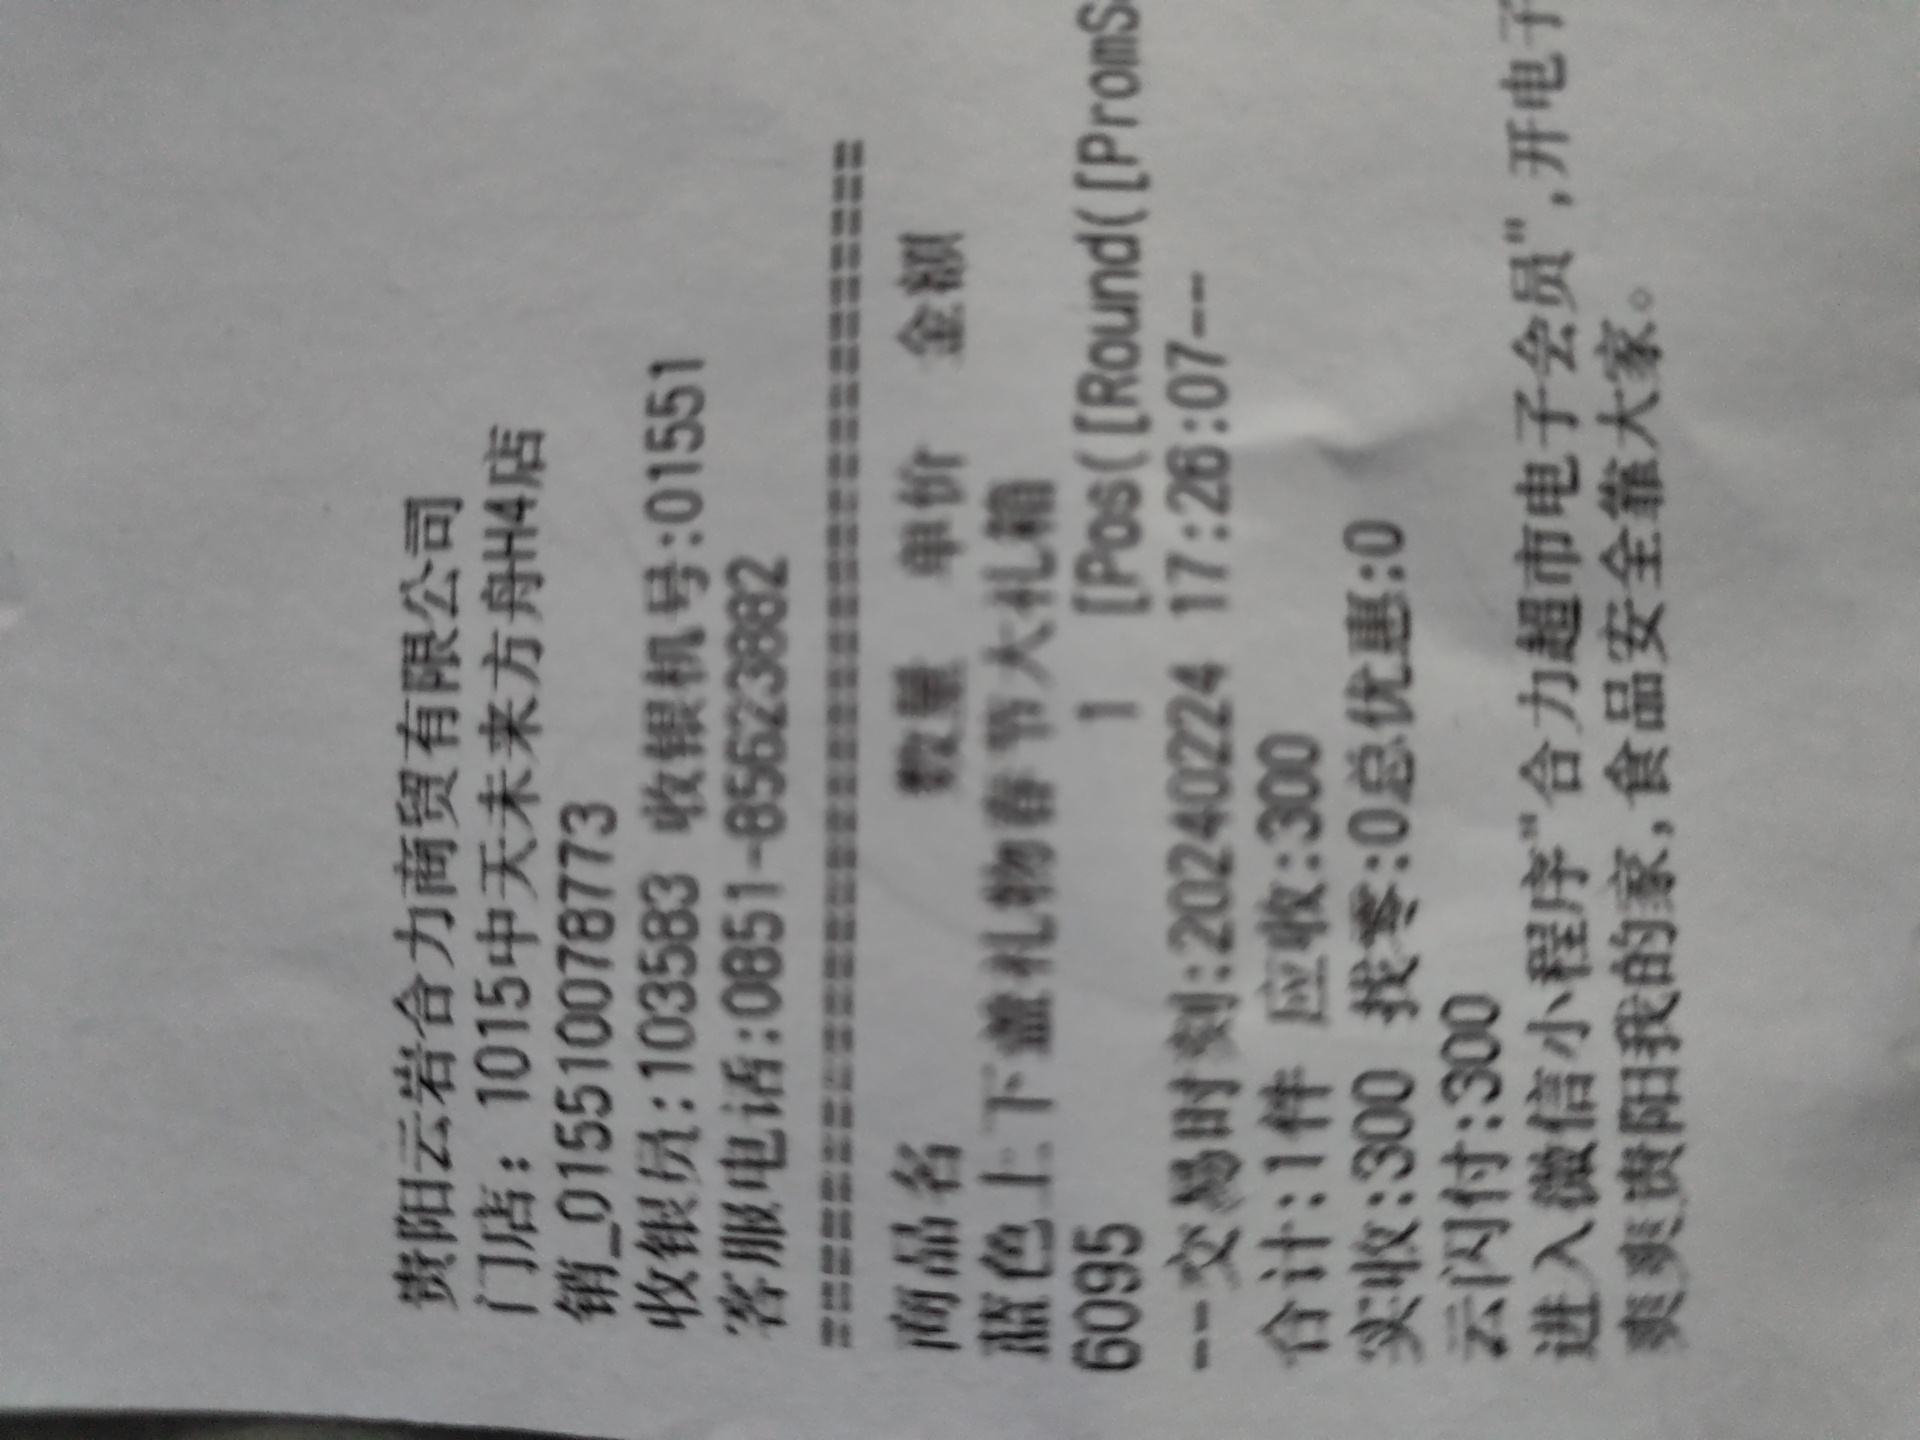 贵阳云岩合力商贸有限公司
门店：1015中天未来方舟H4店
销_0155100787773
收银员:1035583 收银机号:01551
客服电话:0851-85623882
商品名 数量 单价 金额
蓝色上下盖礼物春节大礼箱
6095 1 [Pos([Round([PromS
--交易时刻:20240224 17:26:07--
合计:1件 应收:300
实收:300 找零:0总优惠:0
云闪付:300
进入微信小程序"合力超市电子会员",开电子
爽爽贵阳我的家,食品安全靠大家。